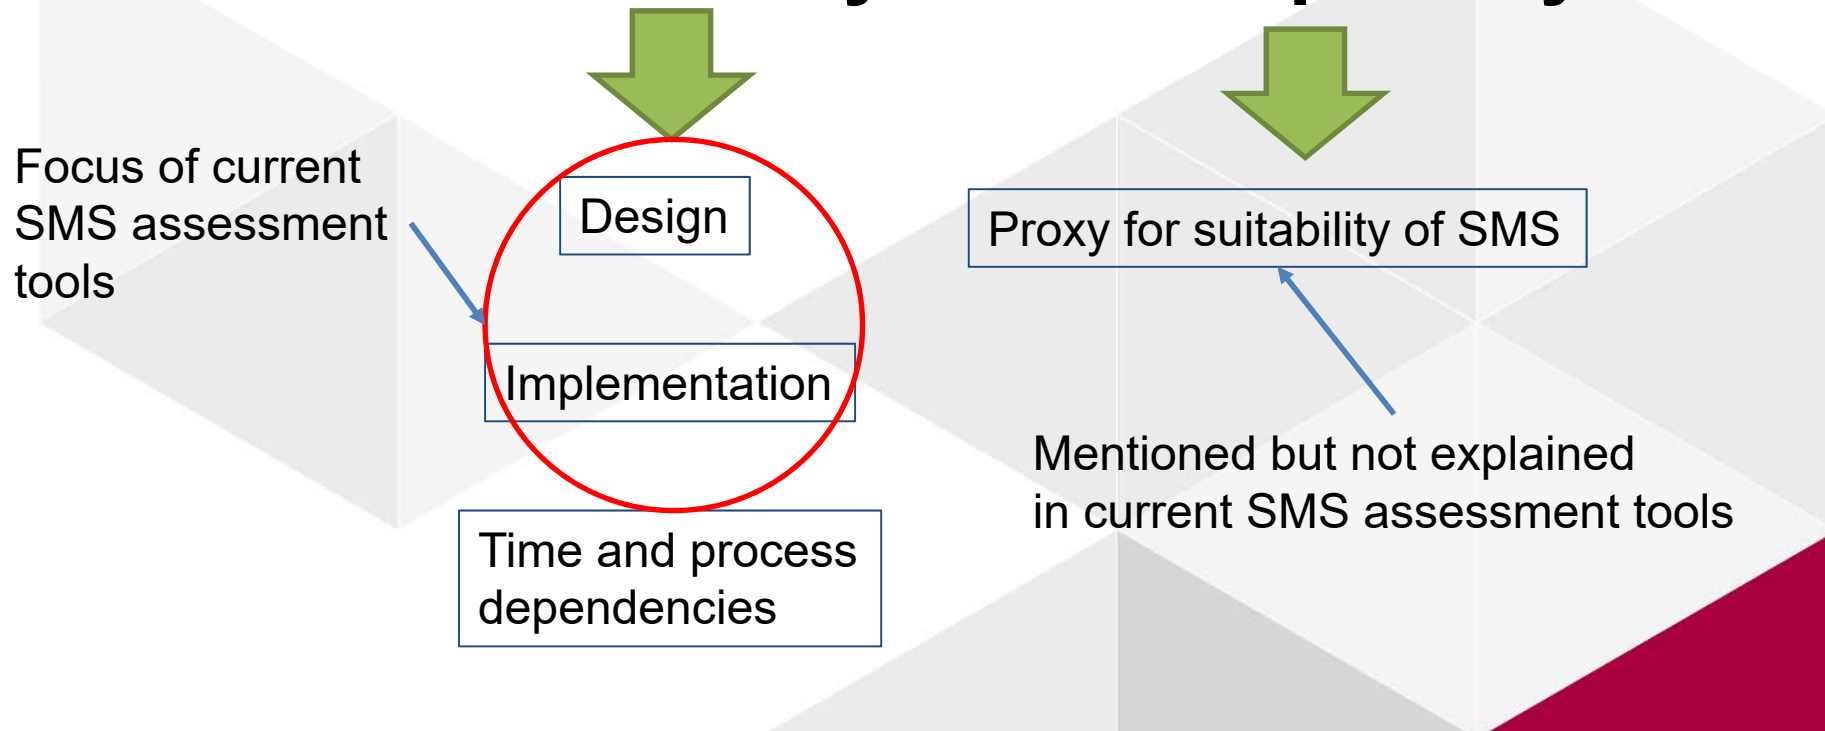 Focus of current
SMS assessment
tools
Design
Implementation
Time and process
dependencies
Proxy for suitability of SMS
Mentioned but not explained
in current SMS assessment tools